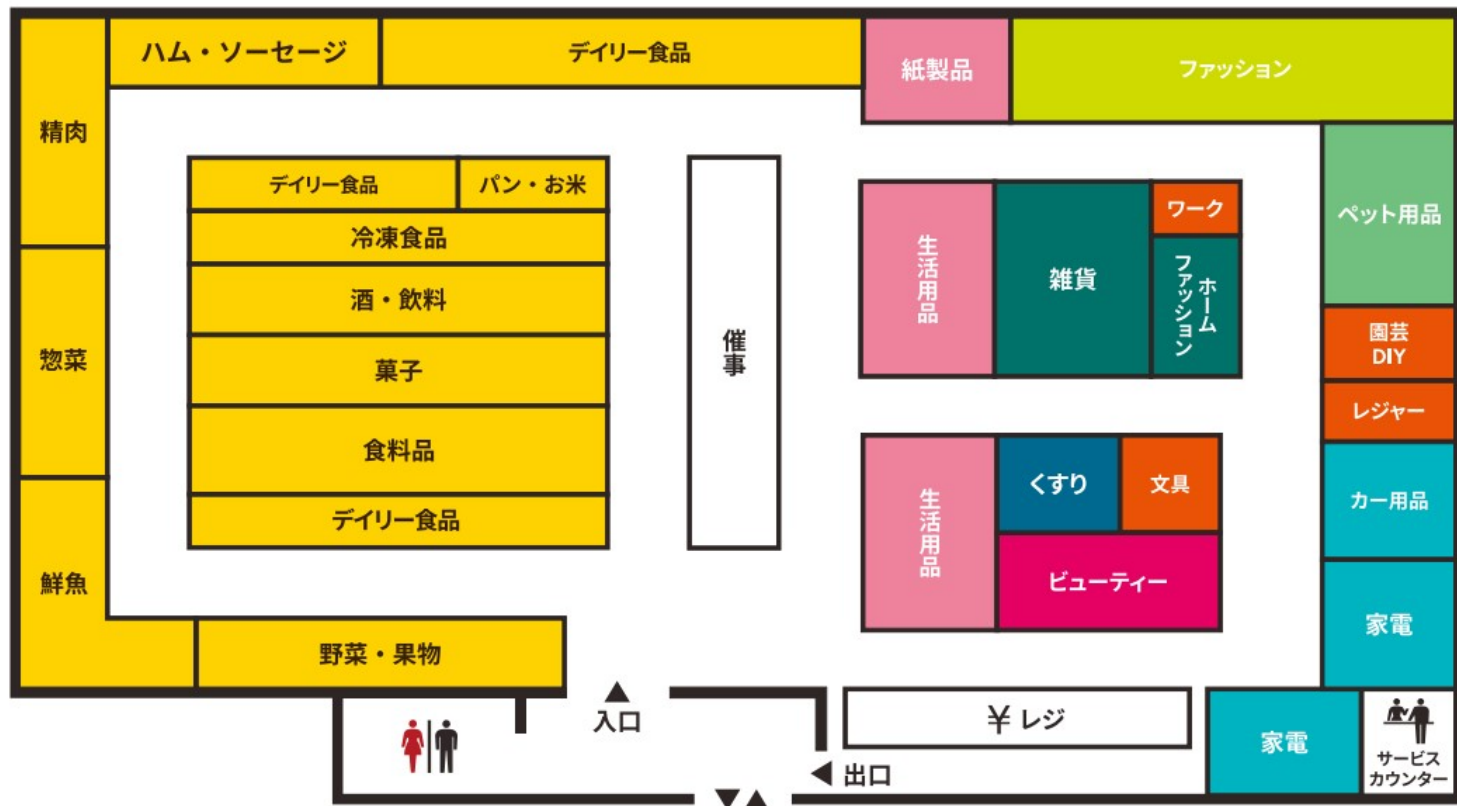 ハム・ソーセージ
デイリー食品
紙製品
ファッション
精肉
デイリー食品
パン・お米
ワーク
ペット用品
冷凍食品
生活用品
雑貨
ホーム
ファッション
酒・飲料
催事
園芸
DIY
惣菜
菓子
レジャー
食料品
くすり
文具
カー用品
デイリー食品
生活用品
鮮魚
ビューティー
家電
野菜・果物
入口
¥ レジ
家電
出口
サービス
カウンター